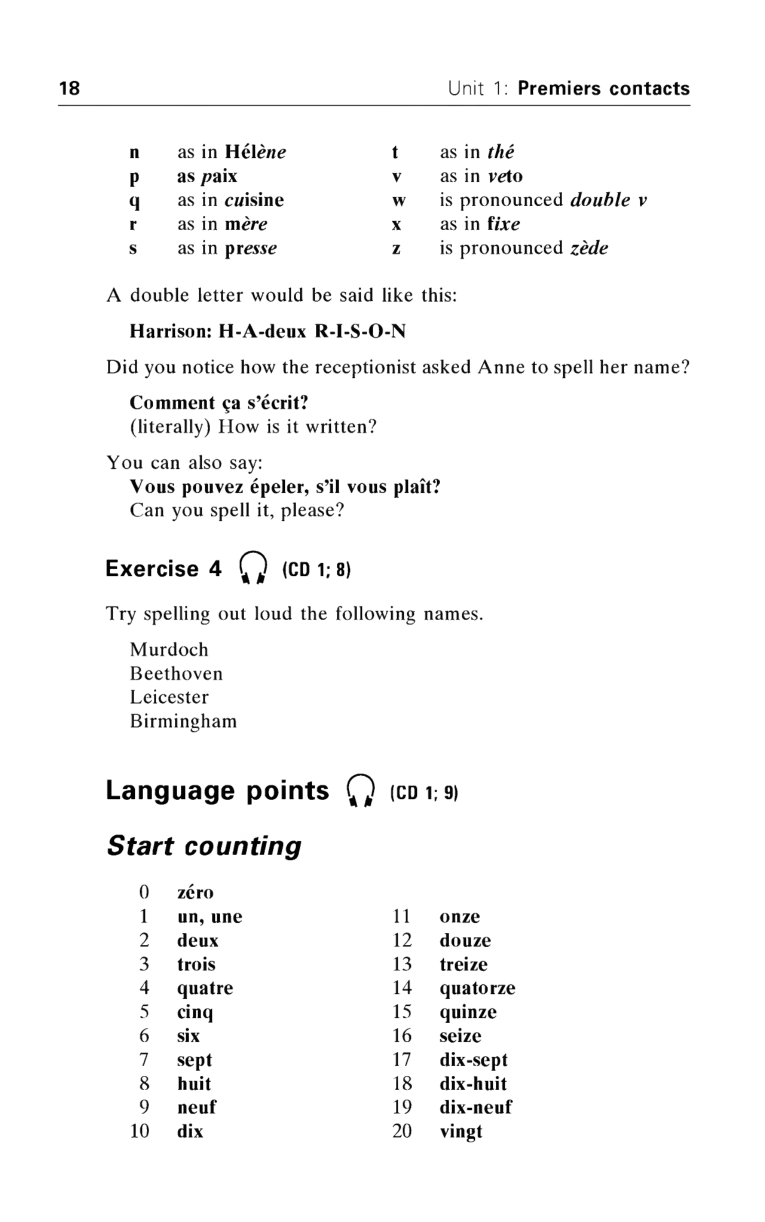 18 Unit 1: Premiers contacts
n as in Hélène t as in thé
p as paix v as in veto
q as in cuisine w is pronounced double v
r as in mère x as in fixe
s as in presse z is pronounced zède
A double letter would be said like this:
Harrison: H-A-deux R-I-S-O-N
Did you notice how the receptionist asked Anne to spell her name?
Comment ça s'écrit?
(literally) How is it written?
You can also say:
Vous pouvez épeler, s'il vous plaît?
Can you spell it, please?
Exercise 4 (CD 1; 8)
Try spelling out loud the following names.
Murdoch
Beethoven
Leicester
Birmingham
Language points (CD 1; 9)
Start counting
0 zéro
1 un, une 11 onze
2 deux 12 douze
3 trois 13 treize
4 quatre 14 quatorze
5 cinq 15 quinze
6 six 16 seize
7 sept 17 dix-sept
8 huit 18 dix-huit
9 neuf 19 dix-neuf
10 dix 20 vingt